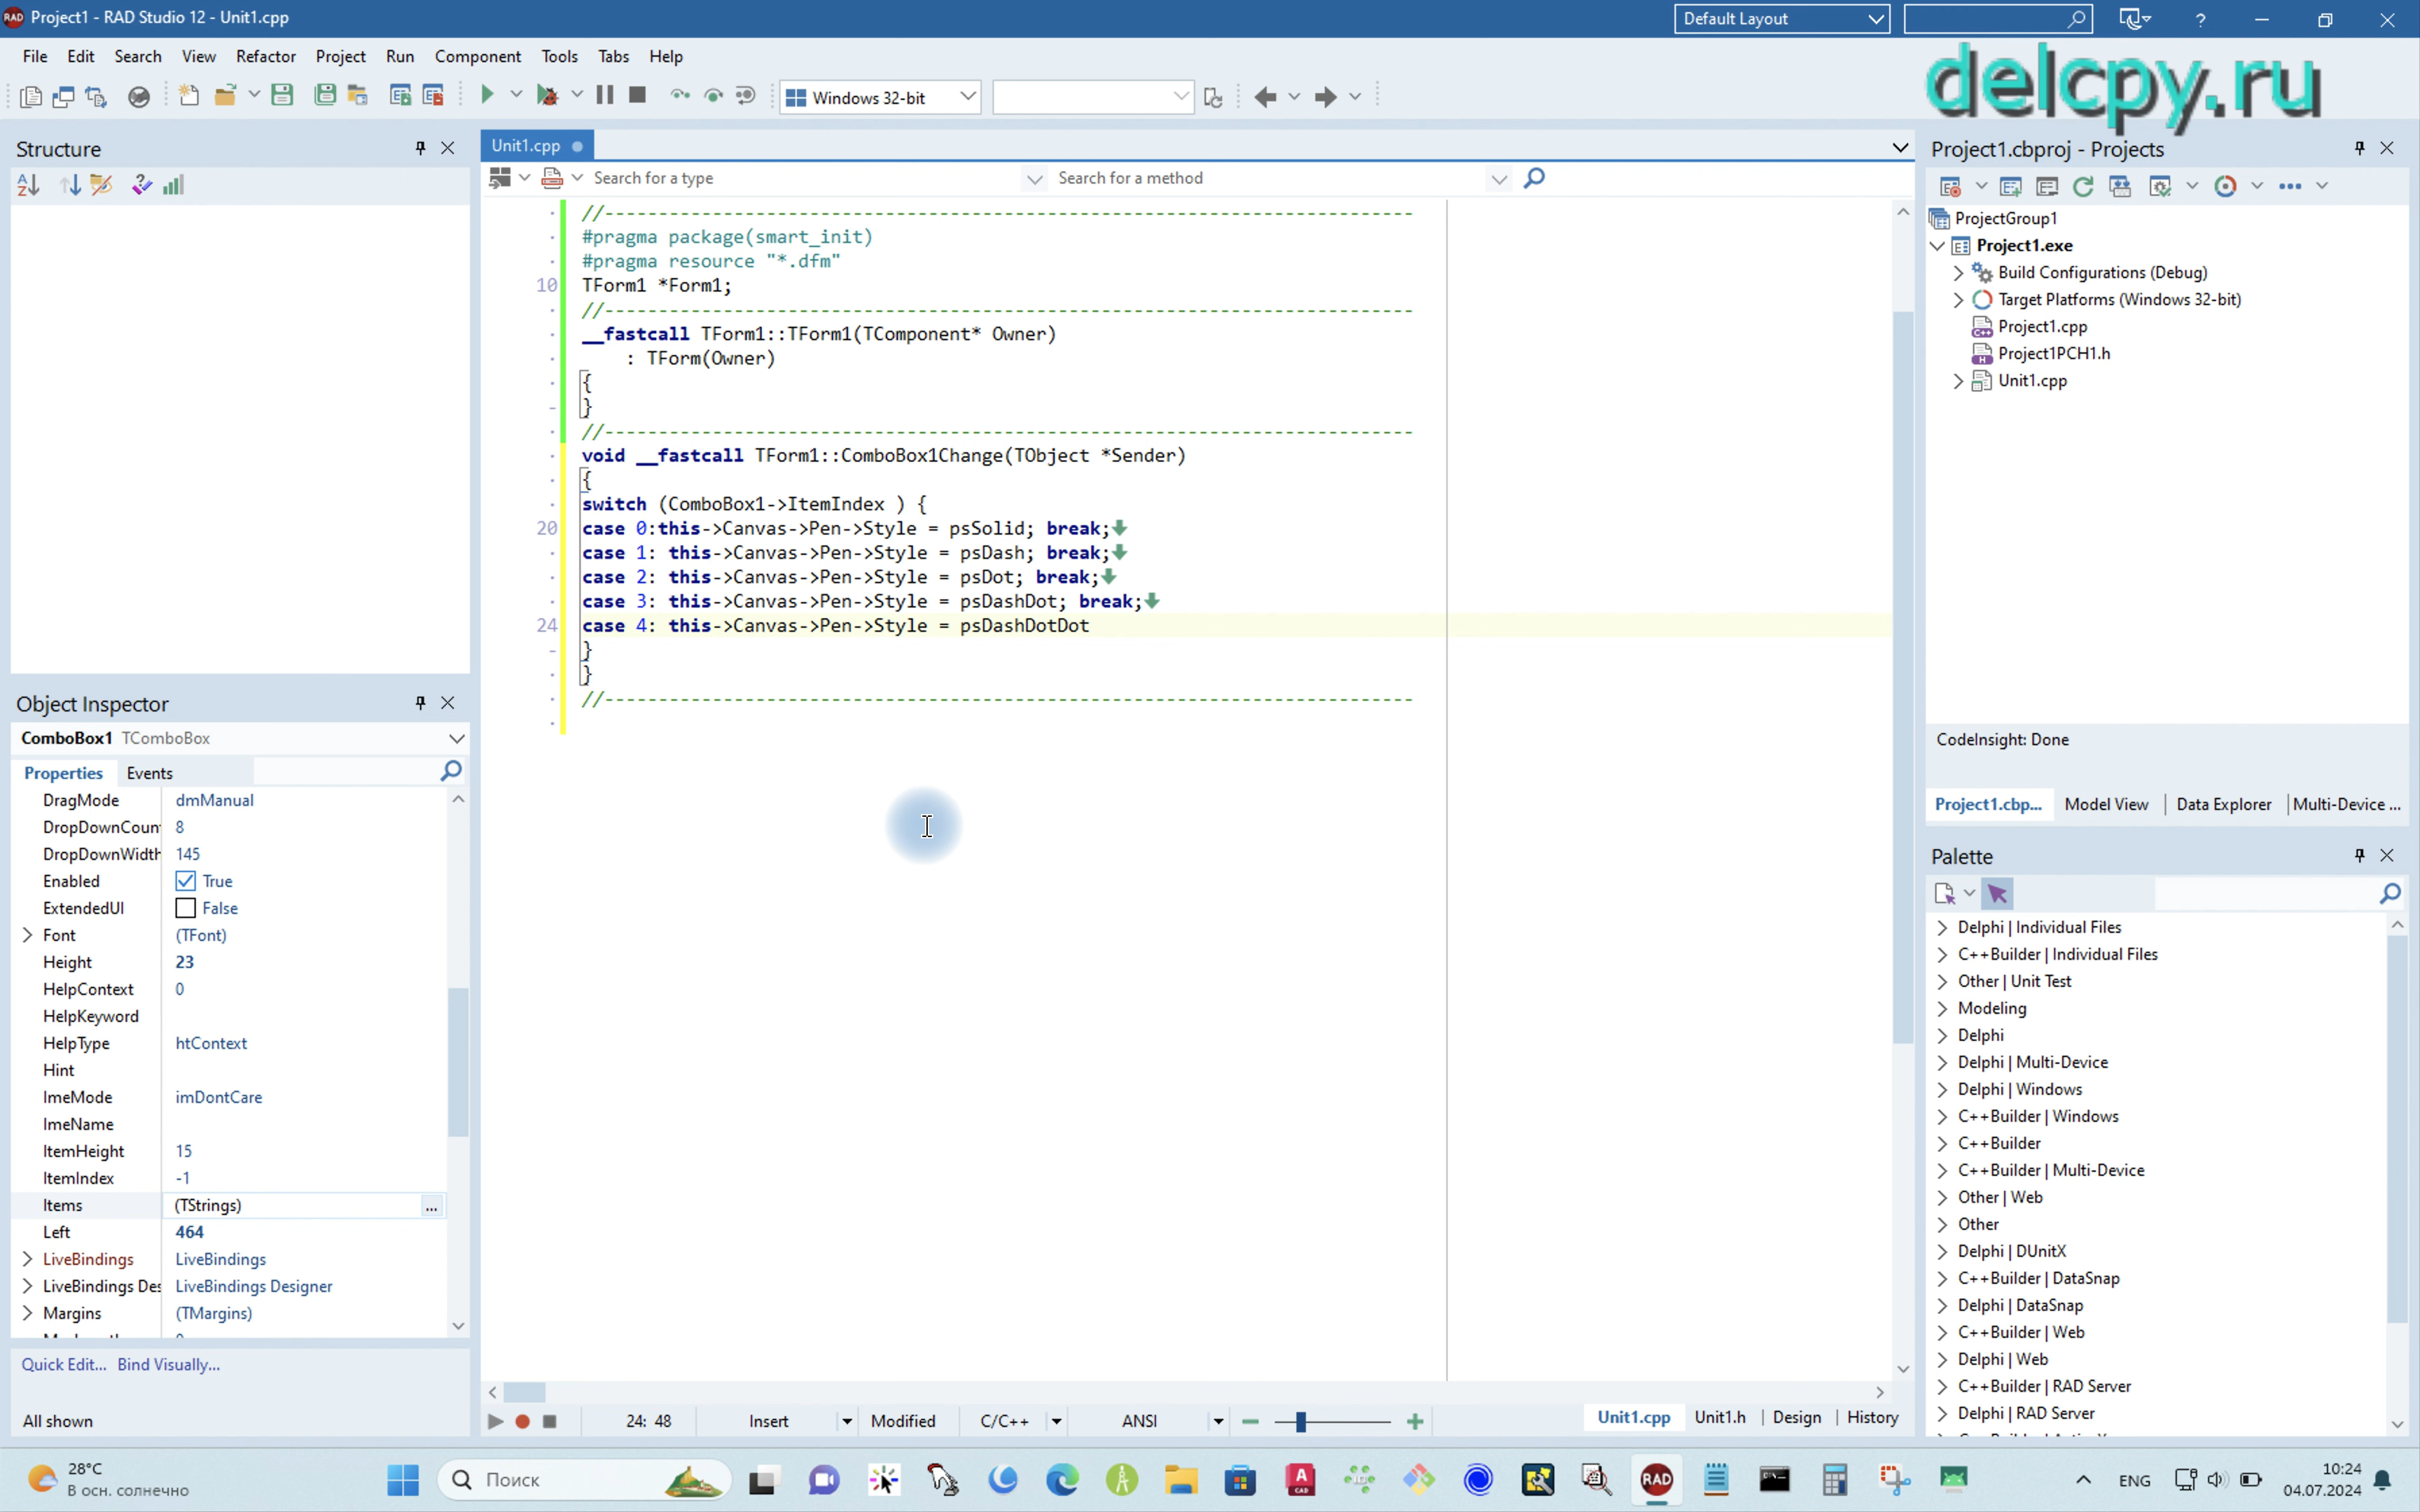 Project1 - RAD Studio 12 - Unit1.cpp
Default Layout
?
File Edit Search View Refactor Project Run Component Tools Tabs Help
delcpy.ru
Windows 32-bit
Structure
Unit1.cpp
Search for a type
Search for a method
//---------------------------------------------------------------------------
#pragma package(smart_init)
#pragma resource "*.dfm"
10 TForm1 *Form1;
//---------------------------------------------------------------------------
__fastcall TForm1::TForm1(TComponent* Owner)
: TForm(Owner)
{
}
//---------------------------------------------------------------------------
void __fastcall TForm1::ComboBox1Change(TObject *Sender)
{
switch (ComboBox1->ItemIndex ) {
20 case 0:this->Canvas->Pen->Style = psSolid; break;
case 1: this->Canvas->Pen->Style = psDash; break;
case 2: this->Canvas->Pen->Style = psDot; break;
case 3: this->Canvas->Pen->Style = psDashDot; break;
24 case 4: this->Canvas->Pen->Style = psDashDotDot
}
}
//---------------------------------------------------------------------------
Object Inspector
ComboBox1 TComboBox
Properties Events
DragMode dmManual
DropDownCoun 8
DropDownWidth 145
Enabled True
ExtendedUI False
Font (TFont)
Height 23
HelpContext 0
HelpKeyword
HelpType htContext
Hint
ImeMode imDontCare
ImeName
ItemHeight 15
ItemIndex -1
Items (TStrings) ...
Left 464
LiveBindings LiveBindings
LiveBindings Des LiveBindings Designer
Margins (TMargins)
Quick Edit... Bind Visually...
All shown
24: 48 Insert Modified C/C++ ANSI
Unit1.cpp Unit1.h Design History
Project1.cbproj - Projects
ProjectGroup1
Project1.exe
Build Configurations (Debug)
Target Platforms (Windows 32-bit)
Project1.cpp
Project1PCH1.h
Unit1.cpp
CodeInsight: Done
Project1.cbp... Model View Data Explorer Multi-Device ...
Palette
Delphi | Individual Files
C++Builder | Individual Files
Other | Unit Test
Modeling
Delphi
Delphi | Multi-Device
Delphi | Windows
C++Builder | Windows
C++Builder
C++Builder | Multi-Device
Other | Web
Other
Delphi | DUnitX
C++Builder | DataSnap
Delphi | DataSnap
C++Builder | Web
Delphi | Web
C++Builder | RAD Server
Delphi | RAD Server
28°C
В осн. солнечно
Поиск
RAD
ENG
10:24
04.07.2024